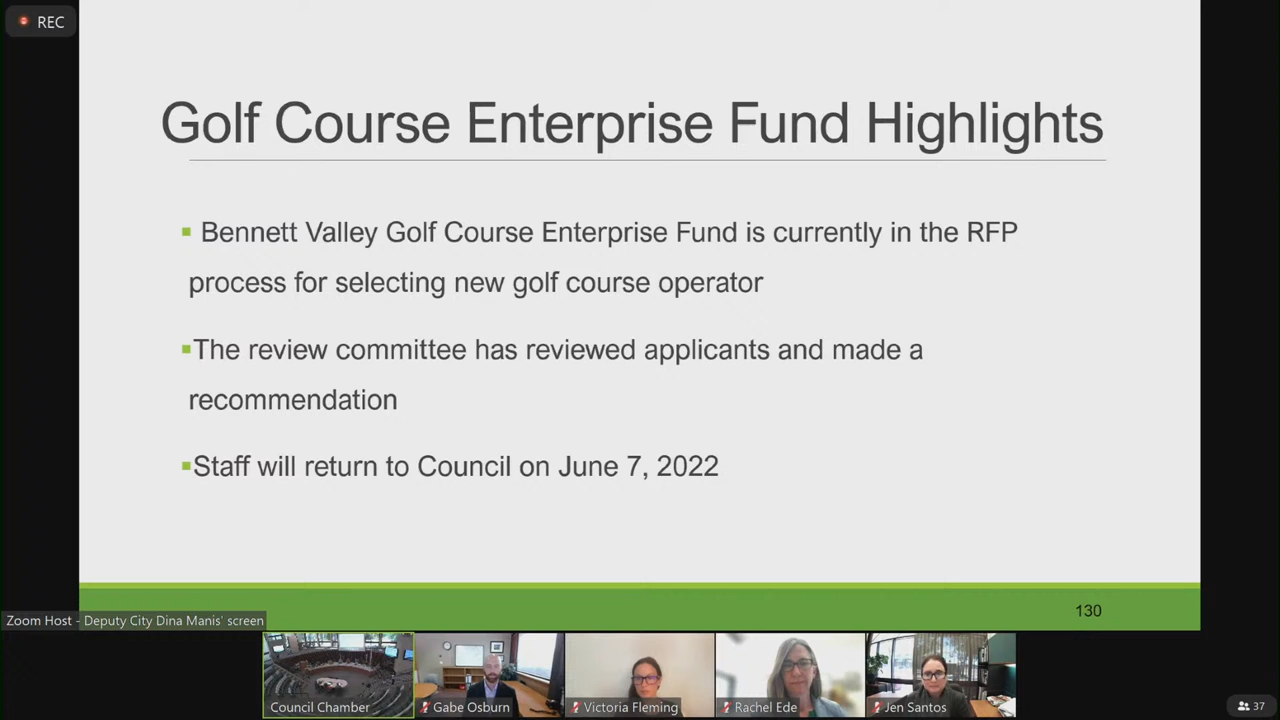 REC
Golf Course Enterprise Fund Highlights
Bennett Valley Golf Course Enterprise Fund is currently in the RFP
process for selecting new golf course operator
The review committee has reviewed applicants and made a
recommendation
Staff will return to Council on June 7, 2022
130
Zoom Host - Deputy City Dina Manis' screen
Council Chamber
Gabe Osburn
Victoria Fleming
Rachel Ede
Jen Santos
37